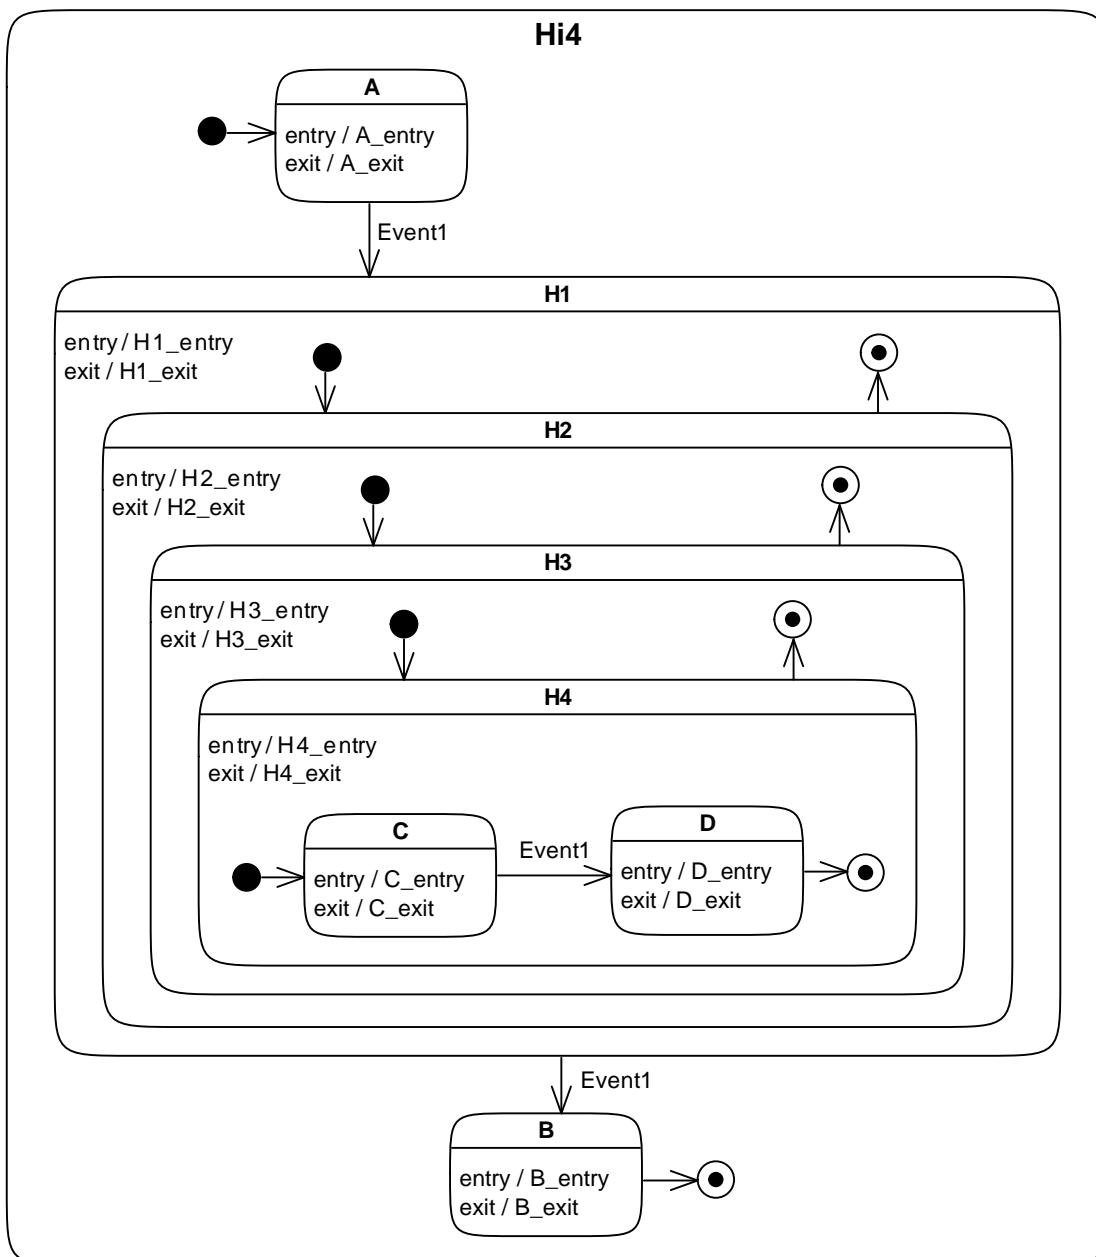 Hi4
A
entry / A_entry
exit / A_exit
Event1
H1
entry / H1_entry
exit / H1_exit
H2
entry / H2_entry
exit / H2_exit
H3
entry / H3_entry
exit / H3_exit
H4
entry / H4_entry
exit / H4_exit
C
entry / C_entry
exit / C_exit
Event1
D
entry / D_entry
exit / D_exit
Event1
B
entry / B_entry
exit / B_exit